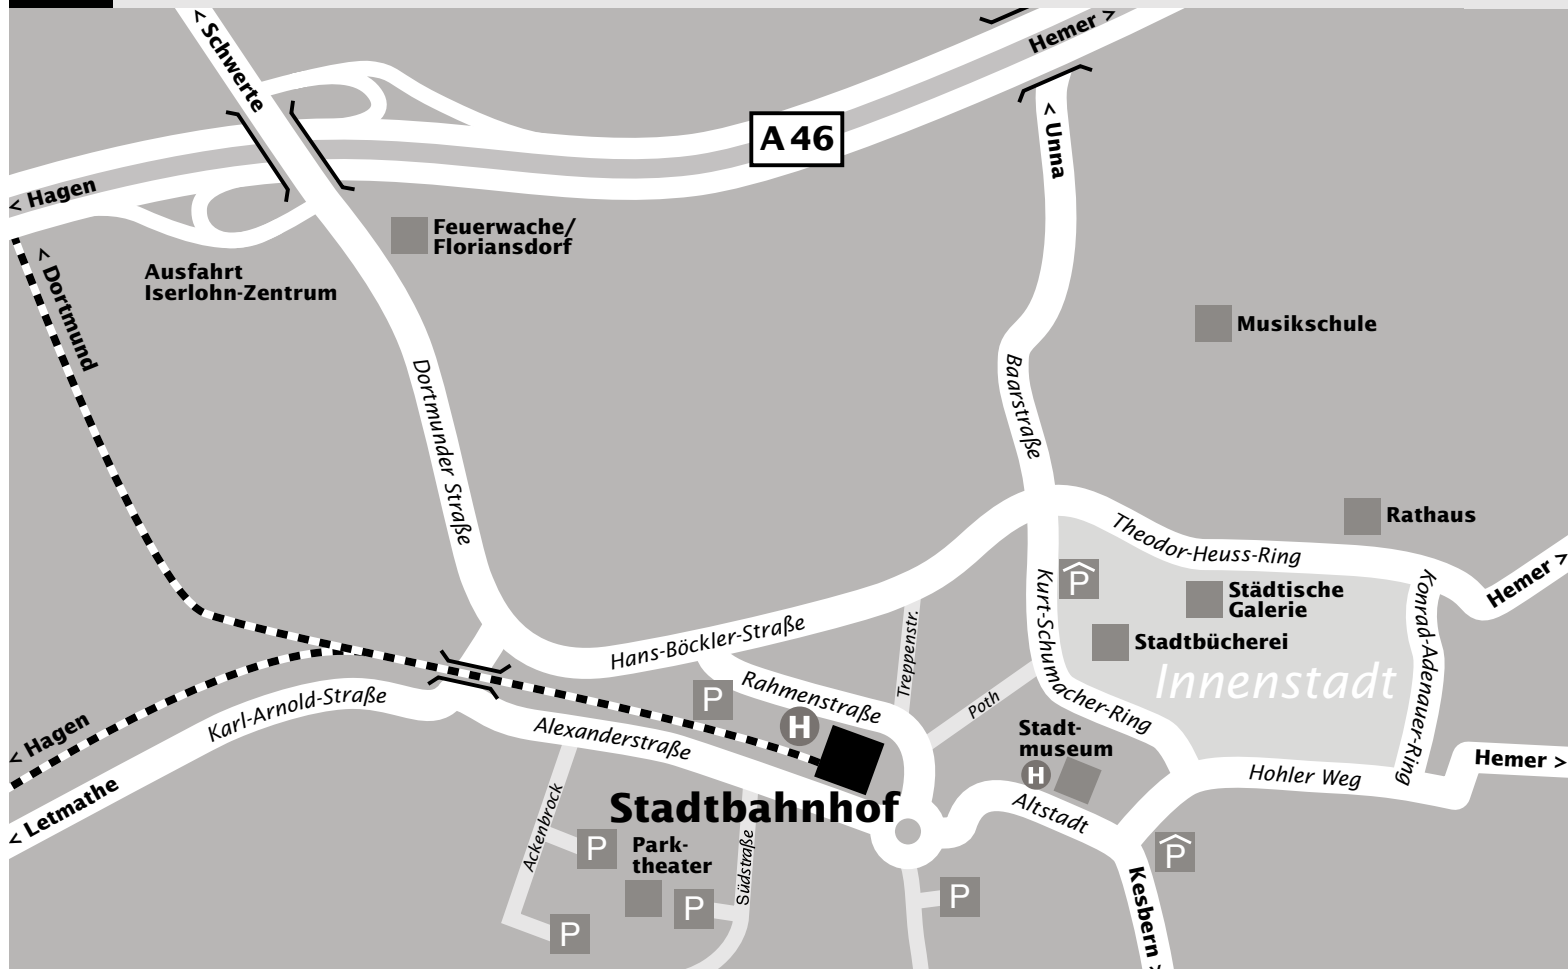 < Schwerte
Hemer >
A 46
< Unna
< Hagen
Feuerwache/
Floriansdorf
< Dortmund
Ausfahrt
Iserlohn-Zentrum
Musikschule
Dortmunder Straße
Baarstraße
Rathaus
Theodor-Heuss-Ring
Hemer >
P
Kurt-Schumacher-Ring
Städtische
Galerie
Konrad-Adenauer-Ring
Stadtbücherei
Innenstadt
Hans-Böckler-Straße
Treppenstr.
Rahmenstraße
P
Poth
Karl-Arnold-Straße
< Hagen
H
Alexanderstraße
Stadt-
museum
H
Hemer >
Hohler Weg
< Letmathe
Stadtbahnhof
Altstadt
Ackenbrock
P
Park-
theater
Südstraße
P
P
P
P
Kesbern >